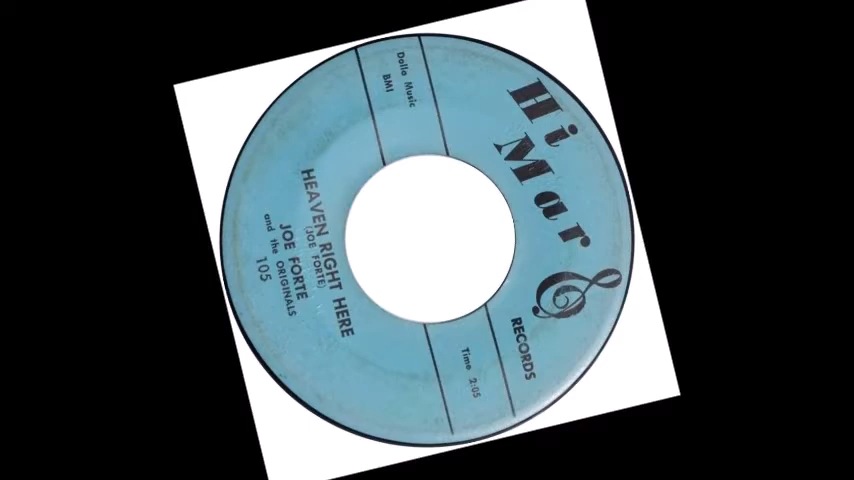 Hi
Mar
RECORDS
Dolla Music
BMI
Time 2:05
HEAVEN RIGHT HERE
(JOE FORTE)
JOE FORTE
and the ORIGINALS
105